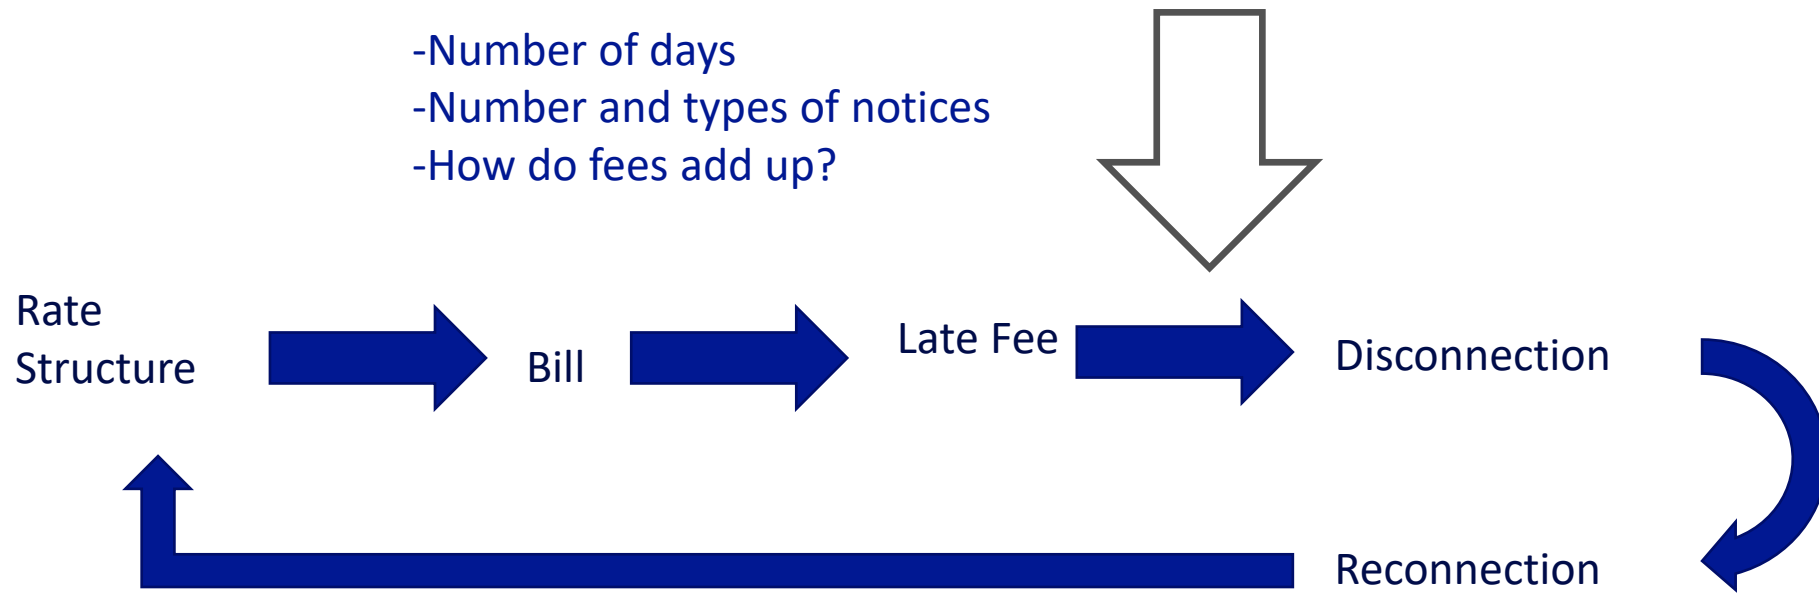 -Number of days
-Number and types of notices
-How do fees add up?
Rate
Structure
Bill
Late Fee
Disconnection
Reconnection